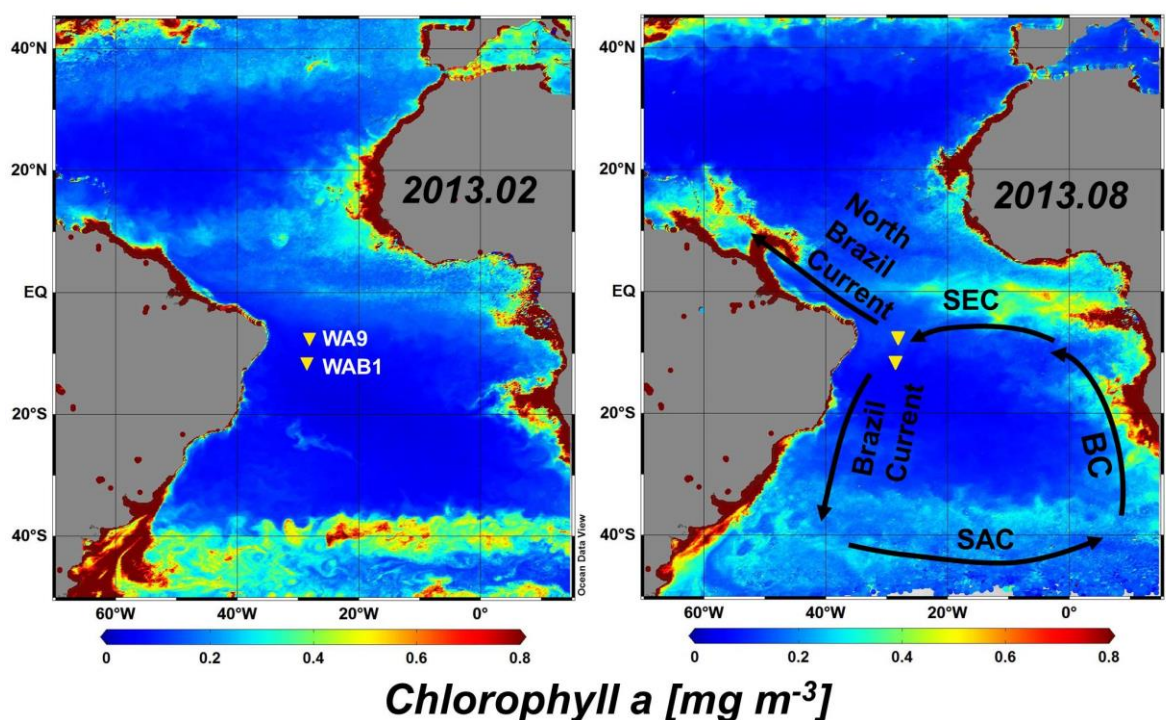 40°N
20°N
EQ
20°S
40°S
2013.02
WA9
WAB1
60°W
40°W
20°W
0°
Ocean Data View
0
0.2
0.4
0.6
0.8
40°N
20°N
EQ
20°S
40°S
2013.08
North
Brazil
Current
SEC
Brazil
Current
BC
SAC
60°W
40°W
20°W
0°
0
0.2
0.4
0.6
0.8
Chlorophyll a [mg m⁻³]